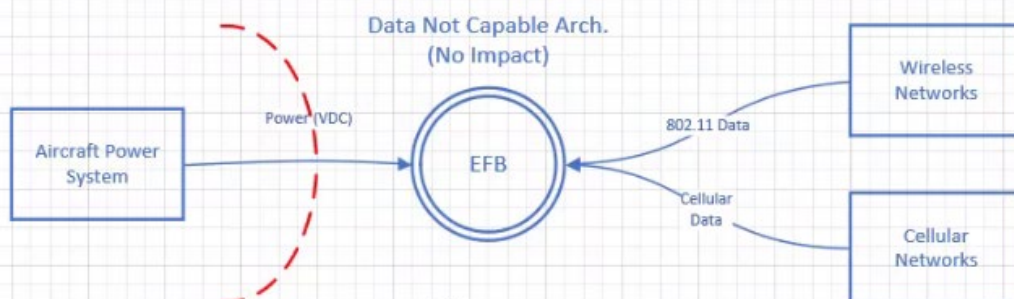 Data Not Capable Arch.
(No Impact)
Aircraft Power
System
Power (VDC)
EFB
802.11 Data
Cellular
Data
Wireless
Networks
Cellular
Networks